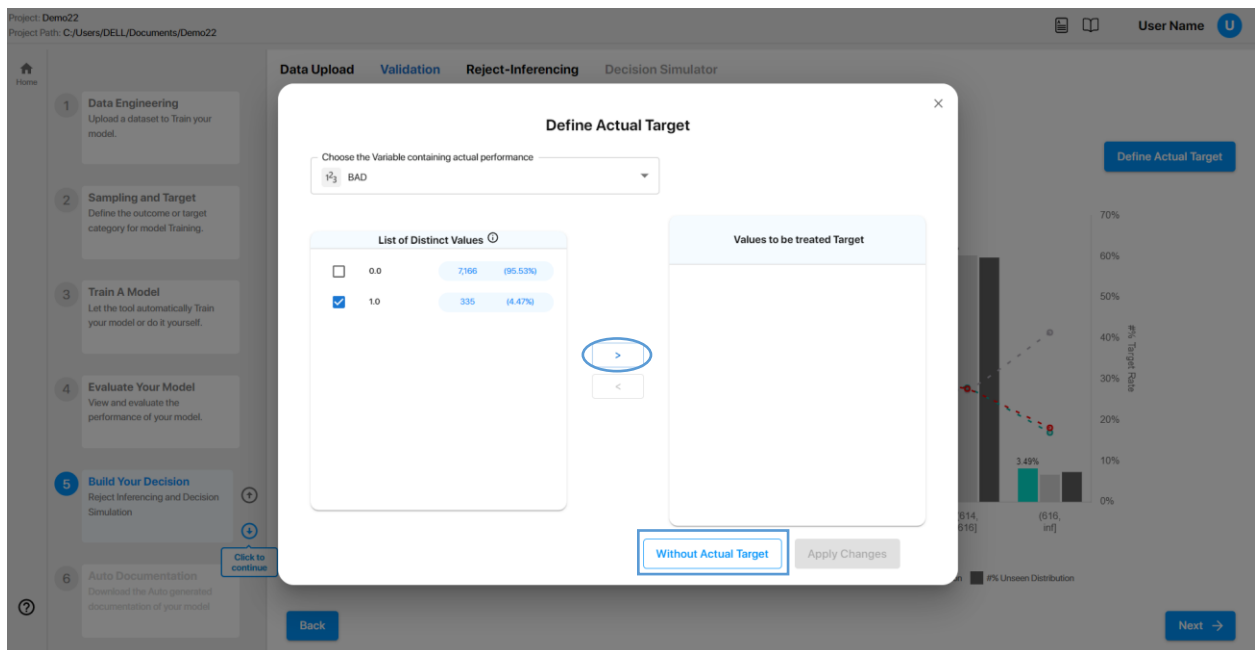 Project: Demo22
Project Path: C:/Users/DELL/Documents/Demo22
User Name U
Home
Data Upload Validation Reject-Inferencing Decision Simulator
1 Data Engineering
Upload a dataset to Train your
model.
2 Sampling and Target
Define the outcome or target
category for model Training.
3 Train A Model
Let the tool automatically Train
your model or do it yourself.
4 Evaluate Your Model
View and evaluate the
performance of your model.
5 Build Your Decision
Reject Inferencing and Decision
Simulation
Click to
continue
6 Auto Documentation
Download the Auto generated
documentation of your model
Define Actual Target
Choose the Variable containing actual performance
123 BAD
List of Distinct Values
0.0 7,166 (95.53%)
1.0 335 (4.47%)
>
<
Values to be treated Target
Without Actual Target Apply Changes
Define Actual Target
70%
60%
50%
40%
30%
20%
10%
0%
#% Target Rate
3.49%
(614,
616]
(616,
inf]
#% Unseen Distribution
Back
Next →